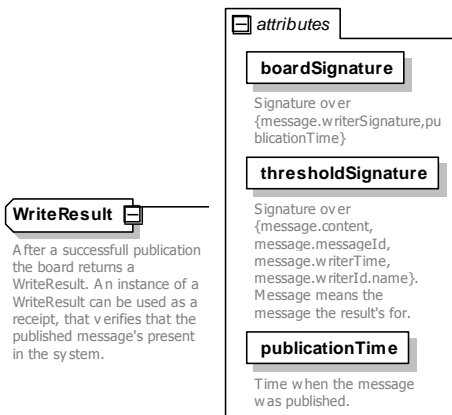 attributes
boardSignature
Signature over
{message.writerSignature,pu
blicationTime}
thresholdSignature
Signature over
{message.content,
message.messageId,
message.writerTime,
message.writerId.name}.
Message means the
message the result's for.
WriteResult
After a successfull publication
the board returns a
WriteResult. An instance of a
WriteResult can be used as a
receipt, that verifies that the
published message's present
in the system.
publicationTime
Time when the message
was published.